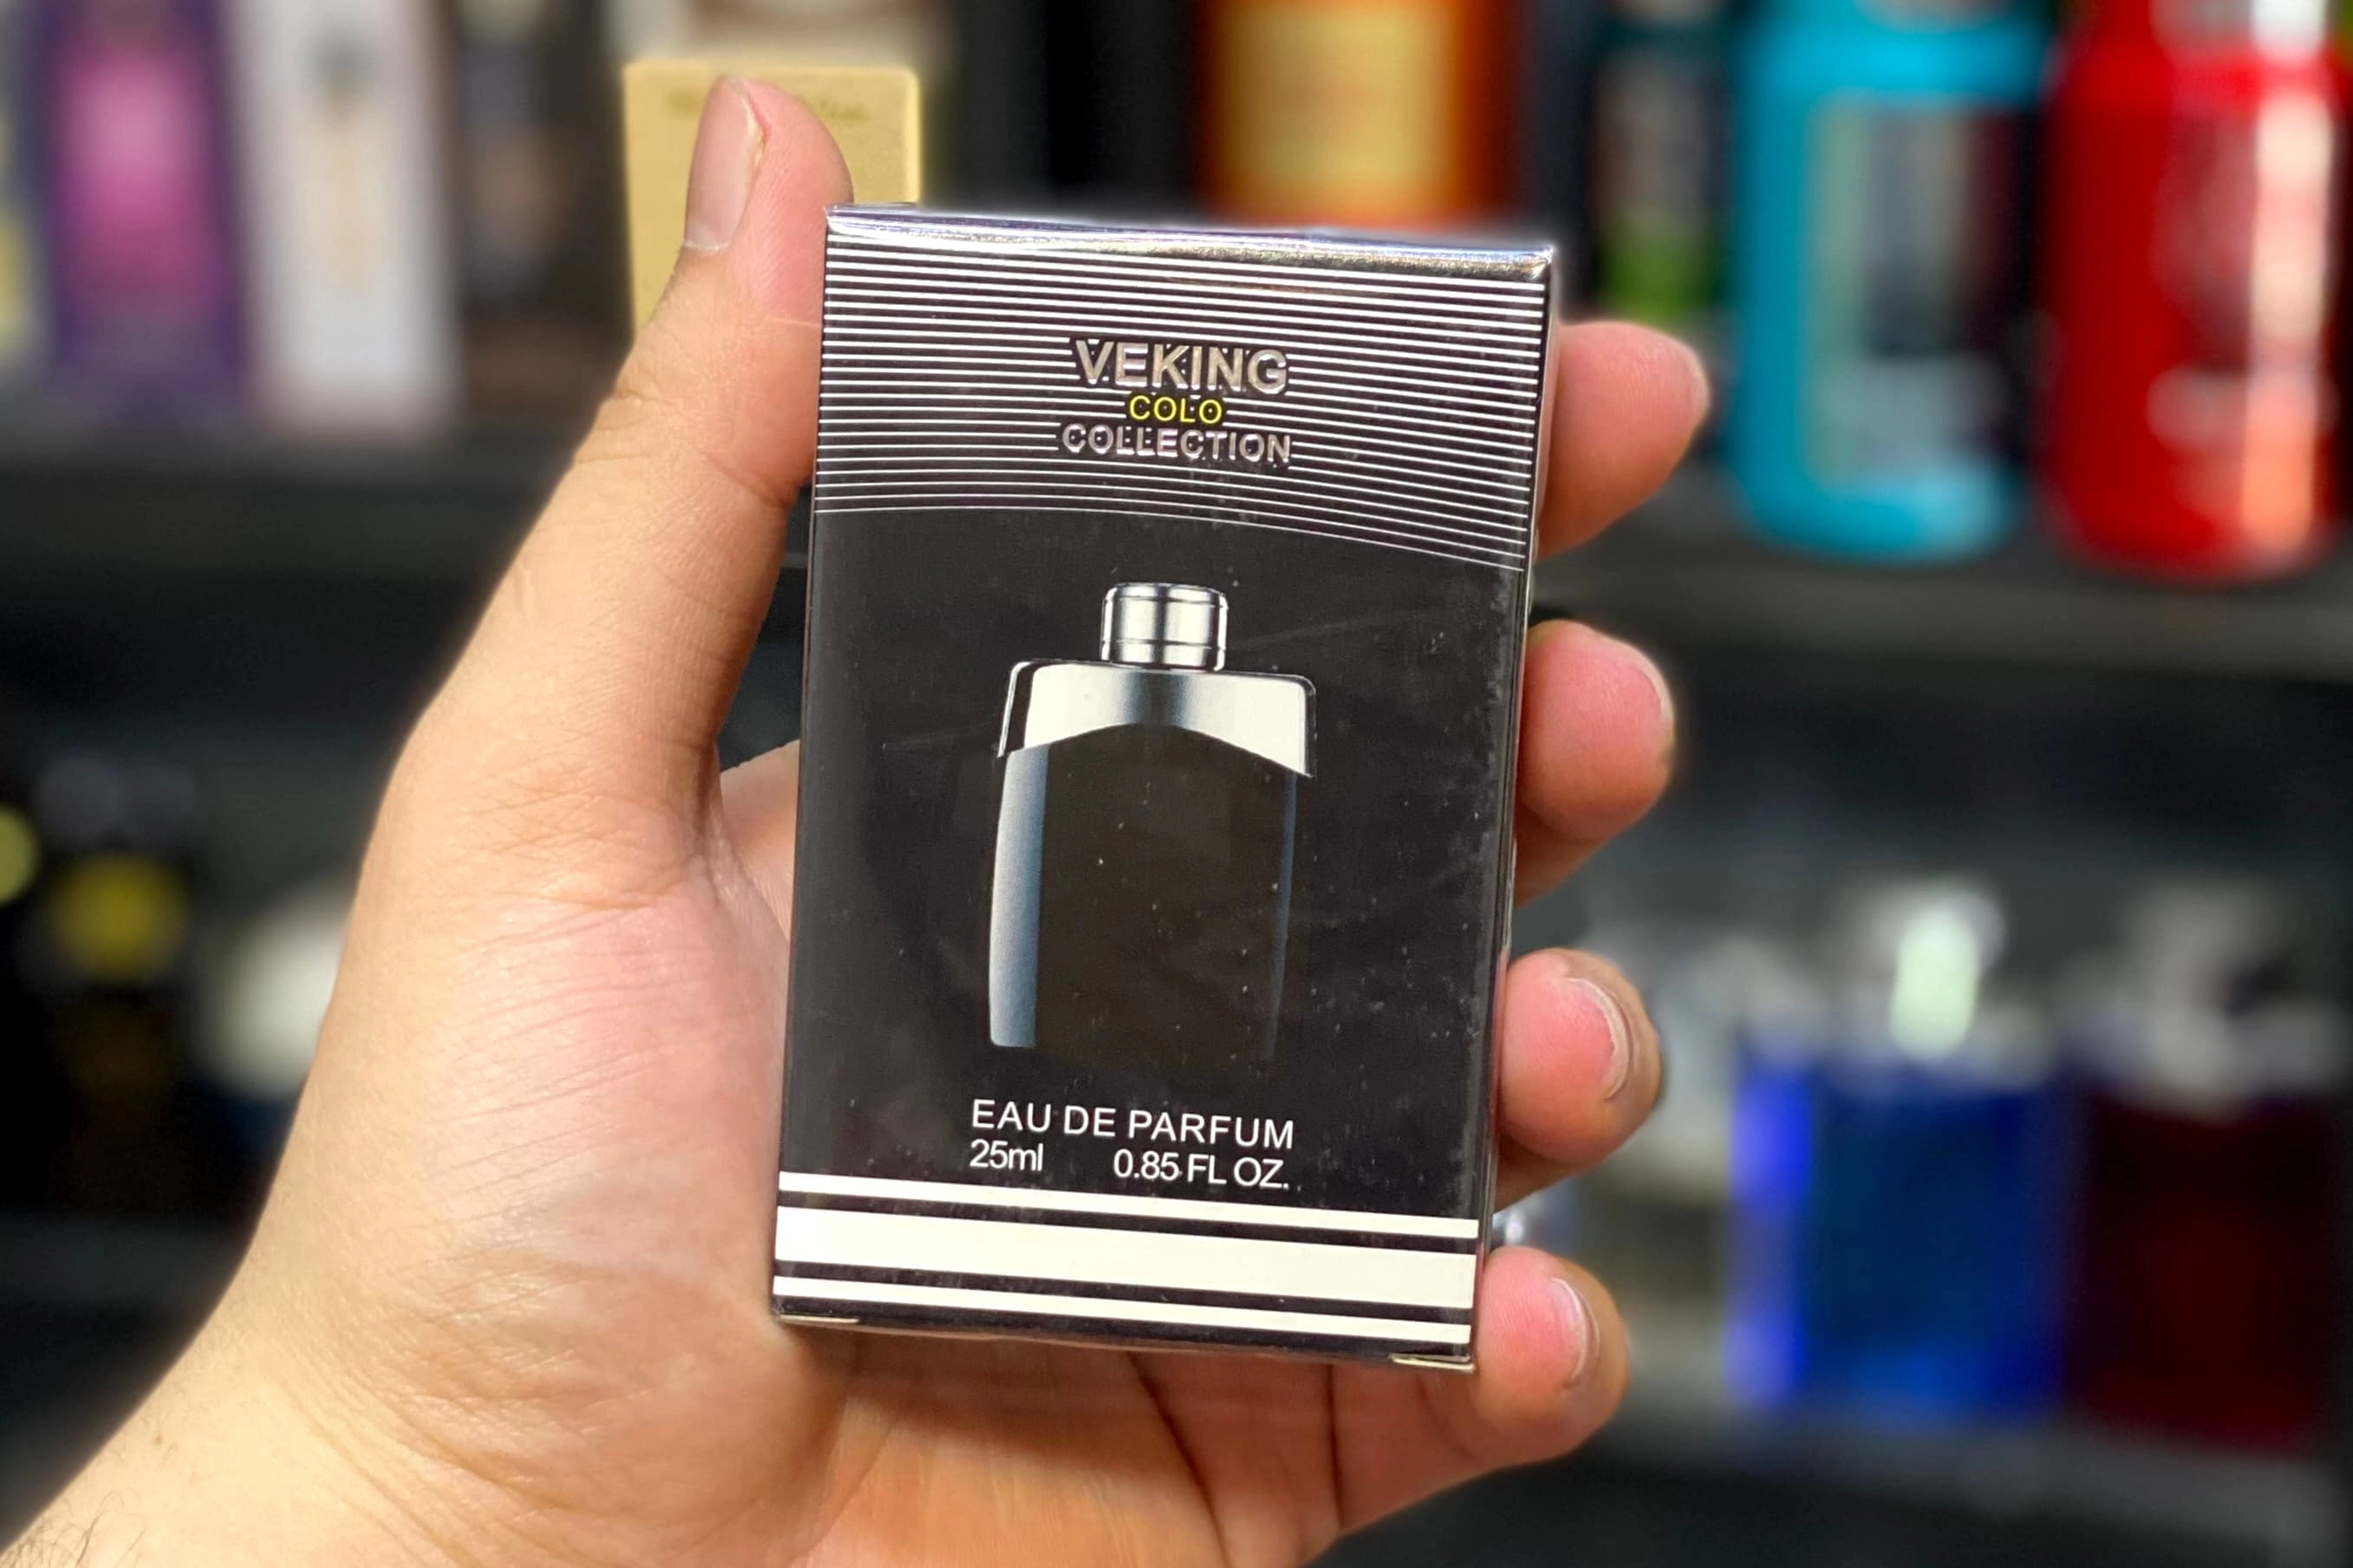 VEKING
COLO
COLLECTION
EAU DE PARFUM
25ml 0.85 FL OZ.